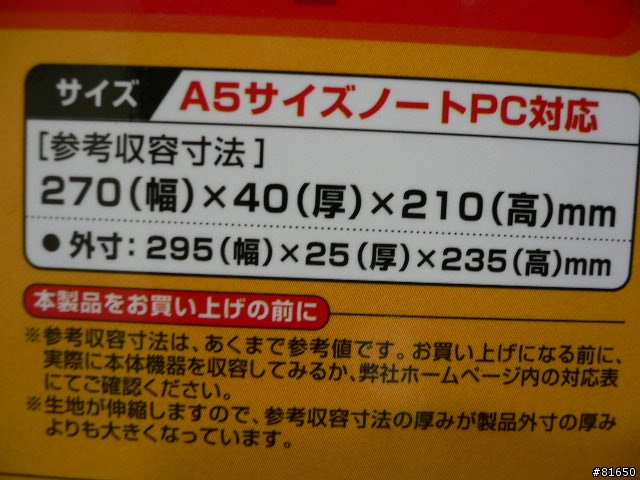 サイズ A5サイズノートPC対応
[参考収容寸法]
270(幅)×40(厚)×210(高)mm
●外寸:295(幅)×25(厚)×235(高)mm
本製品をお買い上げの前に
※参考収容寸法は、あくまで参考値です。お買い上げになる前に、
実際に本体機器を収容してみるか、弊社ホームページ内の対応表
にてご確認ください。
※生地が伸縮しますので、参考収容寸法の厚みが製品外寸の厚み
よりも大きくなっています。
#81650